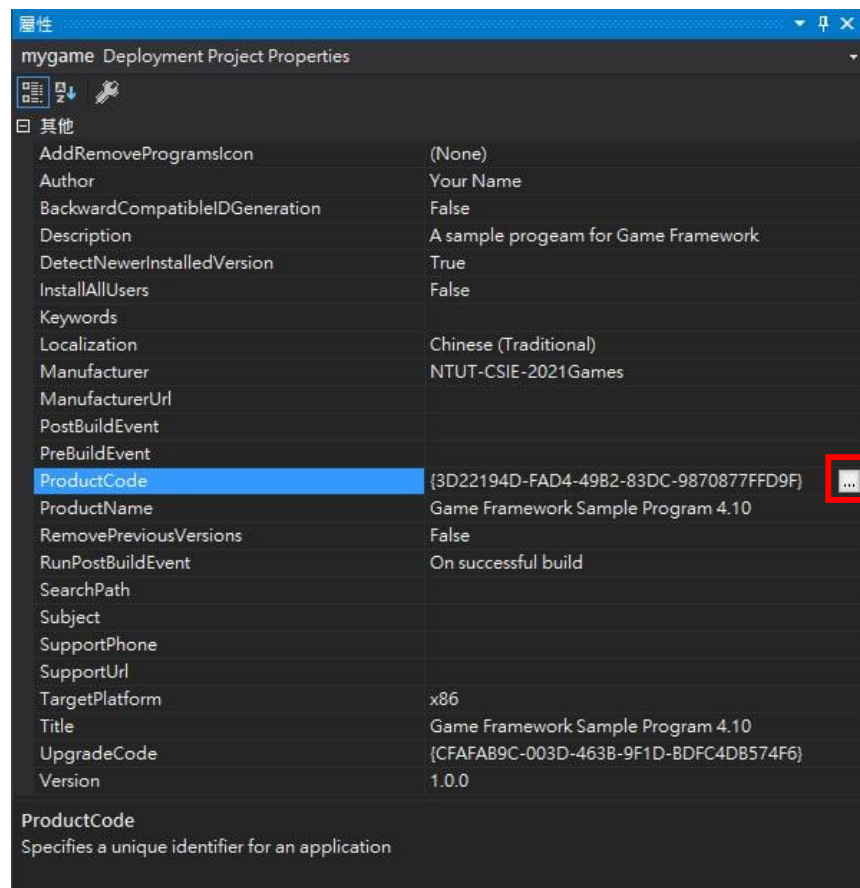 屬性
mygame Deployment Project Properties
其他
AddRemoveProgramsIcon (None)
Author Your Name
BackwardCompatibleIDGeneration False
Description A sample progeam for Game Framework
DetectNewerInstalledVersion True
InstallAllUsers False
Keywords
Localization Chinese (Traditional)
Manufacturer NTUT-CSIE-2021Games
ManufacturerUrl
PostBuildEvent
PreBuildEvent
ProductCode {3D22194D-FAD4-49B2-83DC-9870877FFD9F} ...
ProductName Game Framework Sample Program 4.10
RemovePreviousVersions False
RunPostBuildEvent On successful build
SearchPath
Subject
SupportPhone
SupportUrl
TargetPlatform x86
Title Game Framework Sample Program 4.10
UpgradeCode {CFAFAB9C-003D-463B-9F1D-BDFC4DB574F6}
Version 1.0.0
ProductCode
Specifies a unique identifier for an application